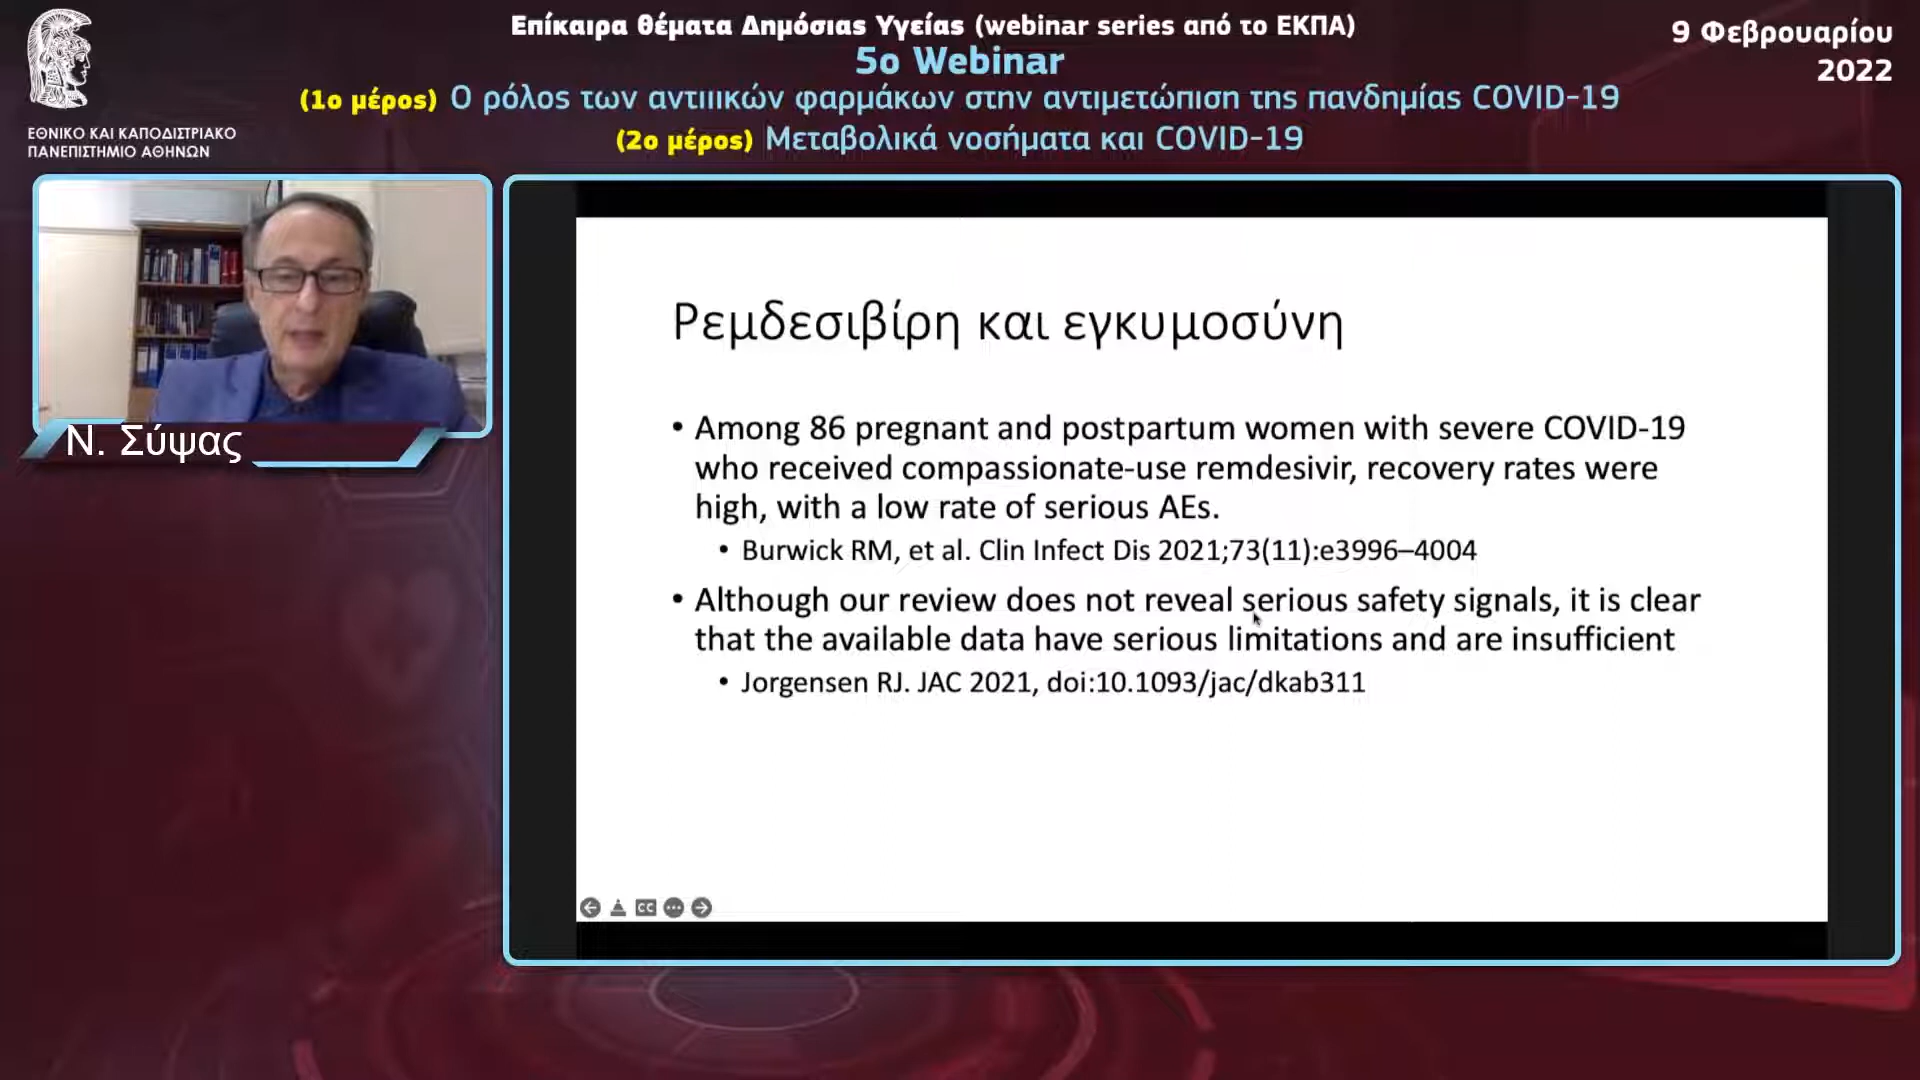 Επίκαιρα θέματα Δημόσιας Υγείας (webinar series από το ΕΚΠΑ)
5ο Webinar
(1ο μέρος) Ο ρόλος των αντιιικών φαρμάκων στην αντιμετώπιση της πανδημίας COVID-19
(2ο μέρος) Μεταβολικά νοσήματα και COVID-19
9 Φεβρουαρίου
2022
ΕΘΝΙΚΟ ΚΑΙ ΚΑΠΟΔΙΣΤΡΙΑΚΟ
ΠΑΝΕΠΙΣΤΗΜΙΟ ΑΘΗΝΩΝ
Ν. Σύψας
Ρεμδεσιβίρη και εγκυμοσύνη
• Among 86 pregnant and postpartum women with severe COVID-19
who received compassionate-use remdesivir, recovery rates were
high, with a low rate of serious AEs.
• Burwick RM, et al. Clin Infect Dis 2021;73(11):e3996–4004
• Although our review does not reveal serious safety signals, it is clear
that the available data have serious limitations and are insufficient
• Jorgensen RJ. JAC 2021, doi:10.1093/jac/dkab311
CC